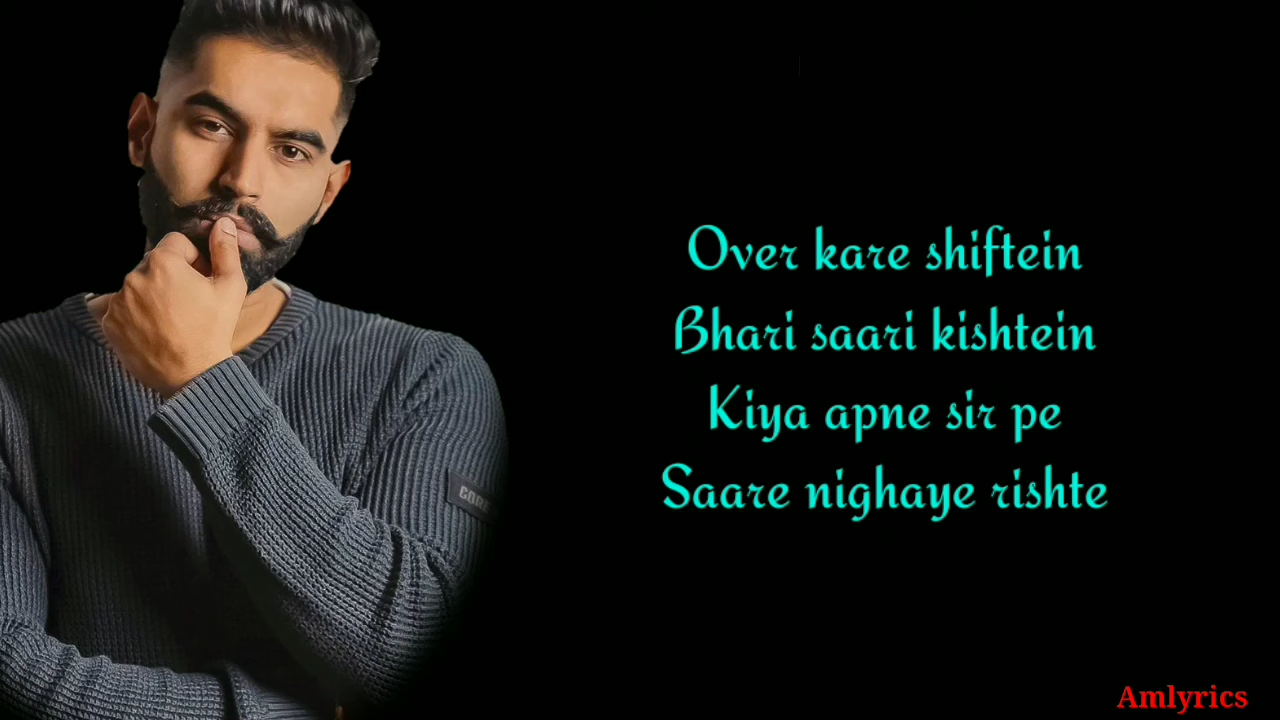 Over kare shiftein
Bhari saari kishtein
Kiya apne sir pe
Saare nighaye rishte
Amlyrics